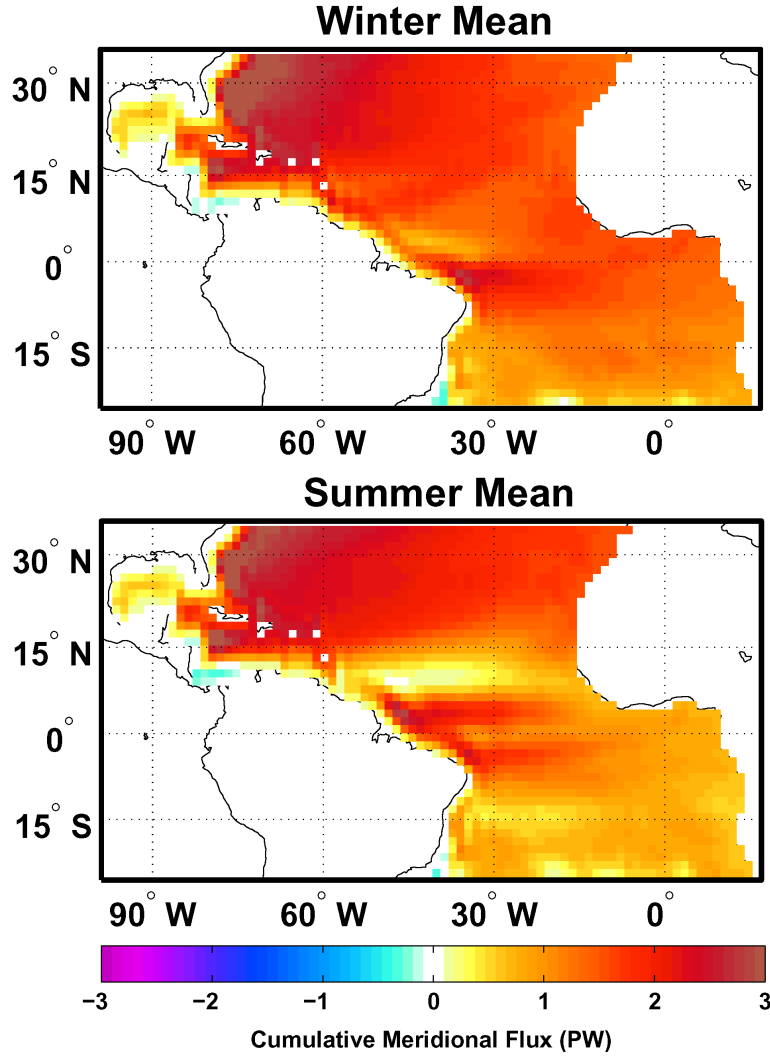 Winter Mean
30° N
15° N
0°
15° S
90° W 60° W 30° W 0°
Summer Mean
30° N
15° N
0°
15° S
90° W 60° W 30° W 0°
−3 −2 −1 0 1 2 3
Cumulative Meridional Flux (PW)